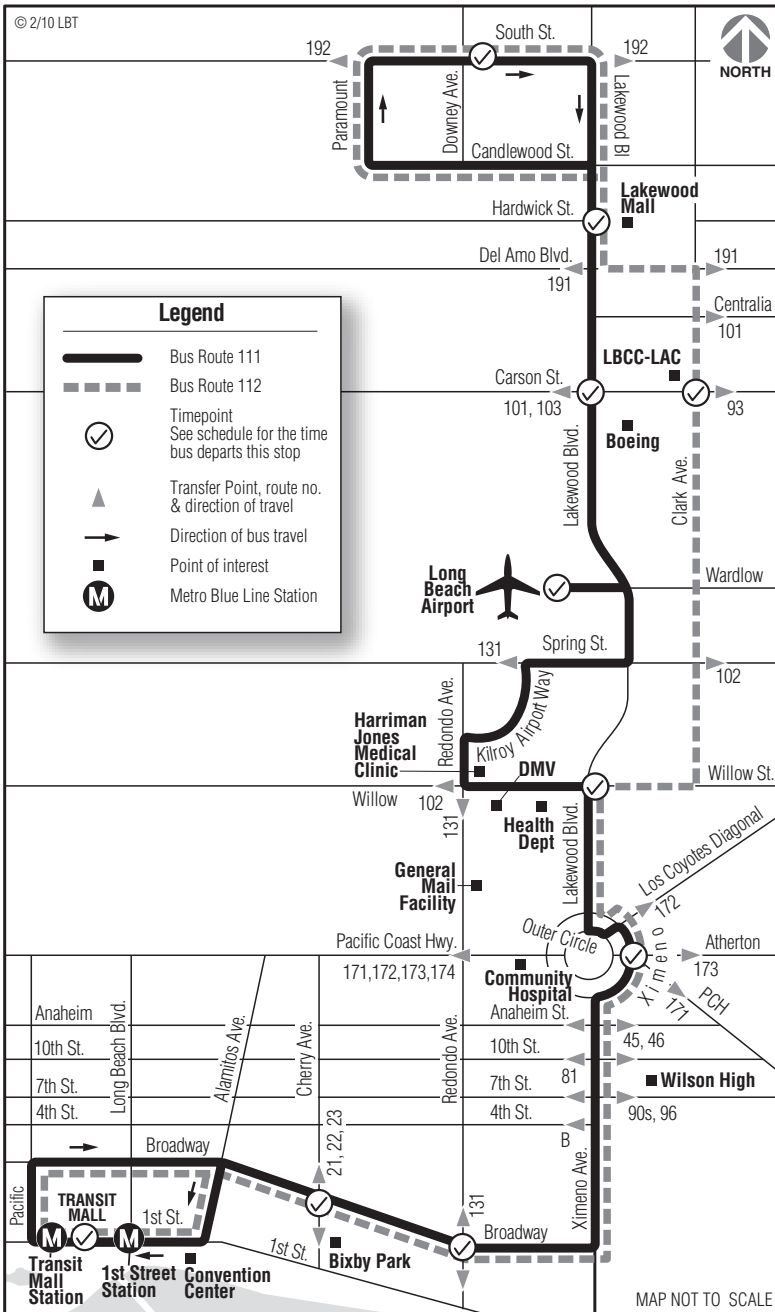 © 2/10 LBT
South St.
192
192
NORTH
Paramount
Downey Ave.
Lakewood Bl
Candlewood St.
Lakewood
Mall
Hardwick St.
Del Amo Blvd.
191
191
Centralia
101
Legend
Bus Route 111
Bus Route 112
Timepoint
See schedule for the time
bus departs this stop
Transfer Point, route no.
& direction of travel
Direction of bus travel
Point of interest
M
Metro Blue Line Station
LBCC-LAC
Carson St.
101, 103
93
Boeing
Lakewood Blvd.
Clark Ave.
Long
Beach
Airport
Wardlow
Spring St.
131
102
Redondo Ave.
Kilroy Airport Way
Harriman
Jones
Medical
Clinic
DMV
Willow St.
Willow
102
131
Health
Dept
Lakewood Blvd.
Los Coyotes Diagonal
172
General
Mail
Facility
Outer Circle
Ximeno
Pacific Coast Hwy.
171,172,173,174
Atherton
173
Community
Hospital
PCH
171
Anaheim
10th St.
7th St.
4th St.
Long Beach Blvd.
Alamitos Ave.
Cherry Ave.
Redondo Ave.
Anaheim St.
45, 46
10th St.
81
7th St.
Wilson High
90s, 96
4th St.
B
Ximeno Ave.
Broadway
21, 22, 23
131
Pacific
TRANSIT
MALL
1st St.
Broadway
M
M
Transit
Mall
Station
1st Street
Station
Convention
Center
1st St.
Bixby Park
MAP NOT TO SCALE